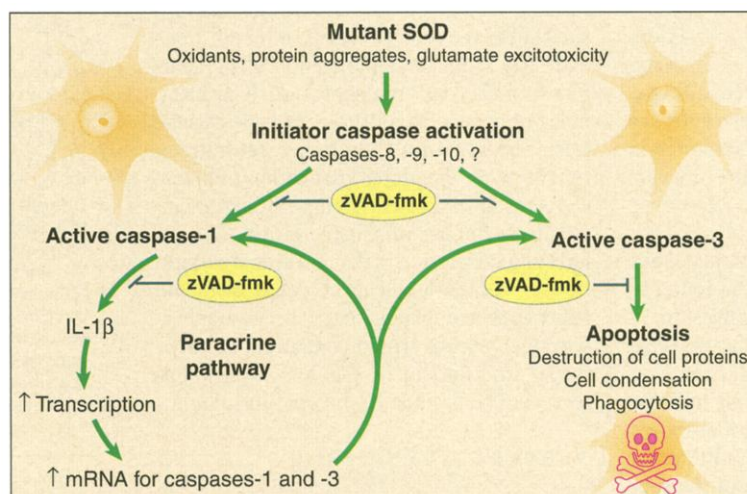 Mutant SOD
Oxidants, protein aggregates, glutamate excitotoxicity
Initiator caspase activation
Caspases-8, -9, -10, ?
zVAD-fmk
Active caspase-1
Active caspase-3
zVAD-fmk
zVAD-fmk
IL-1β
Paracrine
pathway
Apoptosis
Destruction of cell proteins
Cell condensation
Phagocytosis
↑ Transcription
↑ mRNA for caspases-1 and -3